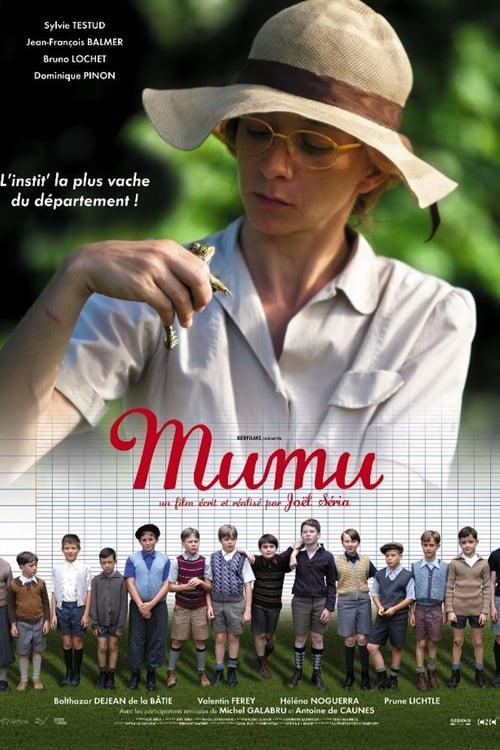 Sylvie TESTUD
Jean-François BALMER
Bruno LOCHET
Dominique PINON
L'instit' la plus vache
du département !
BERFILMS présente
Mumu
un film écrit et réalisé par Joël Séria
Balthazar DEJEAN de la BÂTIE
Valentin FEREY
Héléna NOGUERRA
Prune LICHTLE
Avec les participations amicales de Michel GALABRU et Antoine de CAUNES
GEDEKO
CNC